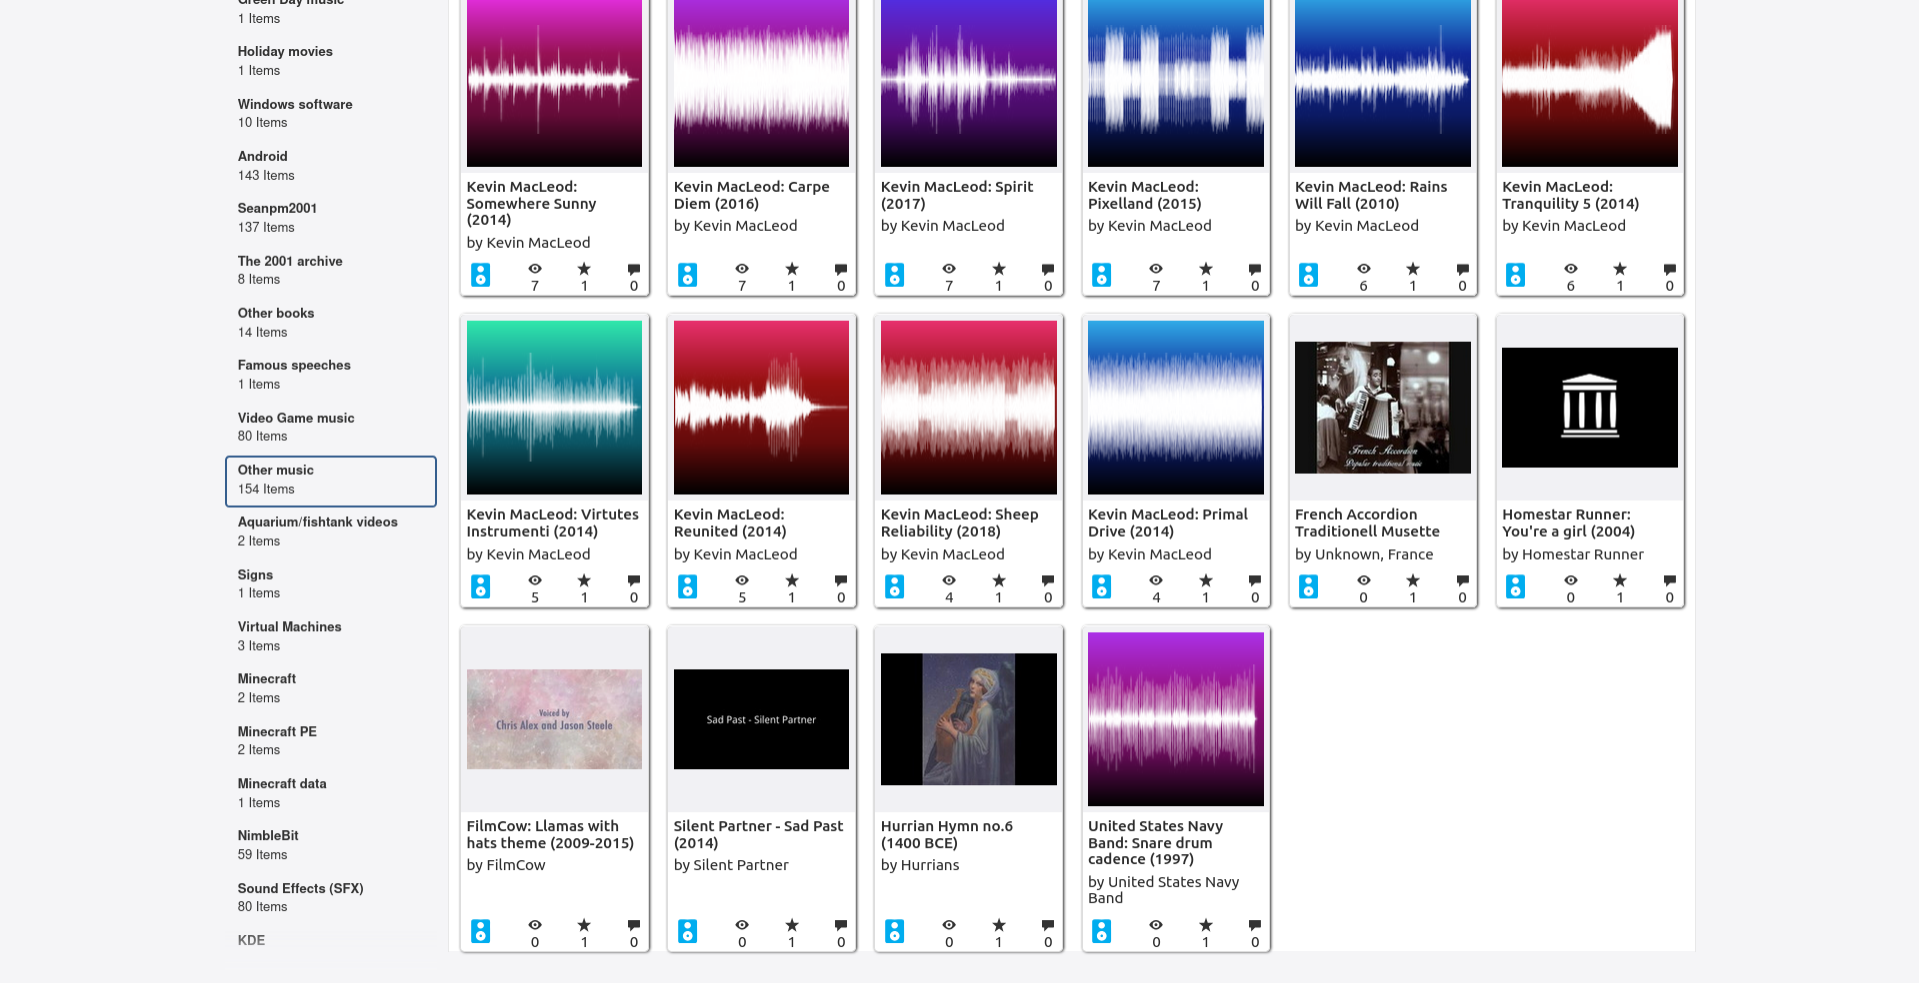 Green Day music
1 Items
Holiday movies
1 Items
Windows software
10 Items
Android
143 Items
Seanpm2001
137 Items
The 2001 archive
8 Items
Other books
14 Items
Famous speeches
1 Items
Video Game music
80 Items
Other music
154 Items
Aquarium/fishtank videos
2 Items
Signs
1 Items
Virtual Machines
3 Items
Minecraft
2 Items
Minecraft PE
2 Items
Minecraft data
1 Items
NimbleBit
59 Items
Sound Effects (SFX)
80 Items
KDE
Kevin MacLeod:
Somewhere Sunny
(2014)
by Kevin MacLeod
7 1 0
Kevin MacLeod: Carpe
Diem (2016)
by Kevin MacLeod
7 1 0
Kevin MacLeod: Spirit
(2017)
by Kevin MacLeod
7 1 0
Kevin MacLeod:
Pixelland (2015)
by Kevin MacLeod
7 1 0
Kevin MacLeod: Rains
Will Fall (2010)
by Kevin MacLeod
6 1 0
Kevin MacLeod:
Tranquility 5 (2014)
by Kevin MacLeod
6 1 0
Kevin MacLeod: Virtutes
Instrumenti (2014)
by Kevin MacLeod
5 1 0
Kevin MacLeod:
Reunited (2014)
by Kevin MacLeod
5 1 0
Kevin MacLeod: Sheep
Reliability (2018)
by Kevin MacLeod
4 1 0
Kevin MacLeod: Primal
Drive (2014)
by Kevin MacLeod
4 1 0
French Accordion
Popular traditional music
French Accordion
Traditionell Musette
by Unknown, France
0 1 0
Homestar Runner:
You're a girl (2004)
by Homestar Runner
0 1 0
Voiced by
Chris Alex and Jason Steele
FilmCow: Llamas with
hats theme (2009-2015)
by FilmCow
0 1 0
Sad Past - Silent Partner
Silent Partner - Sad Past
(2014)
by Silent Partner
0 1 0
Hurrian Hymn no.6
(1400 BCE)
by Hurrians
0 1 0
United States Navy
Band: Snare drum
cadence (1997)
by United States Navy
Band
0 1 0